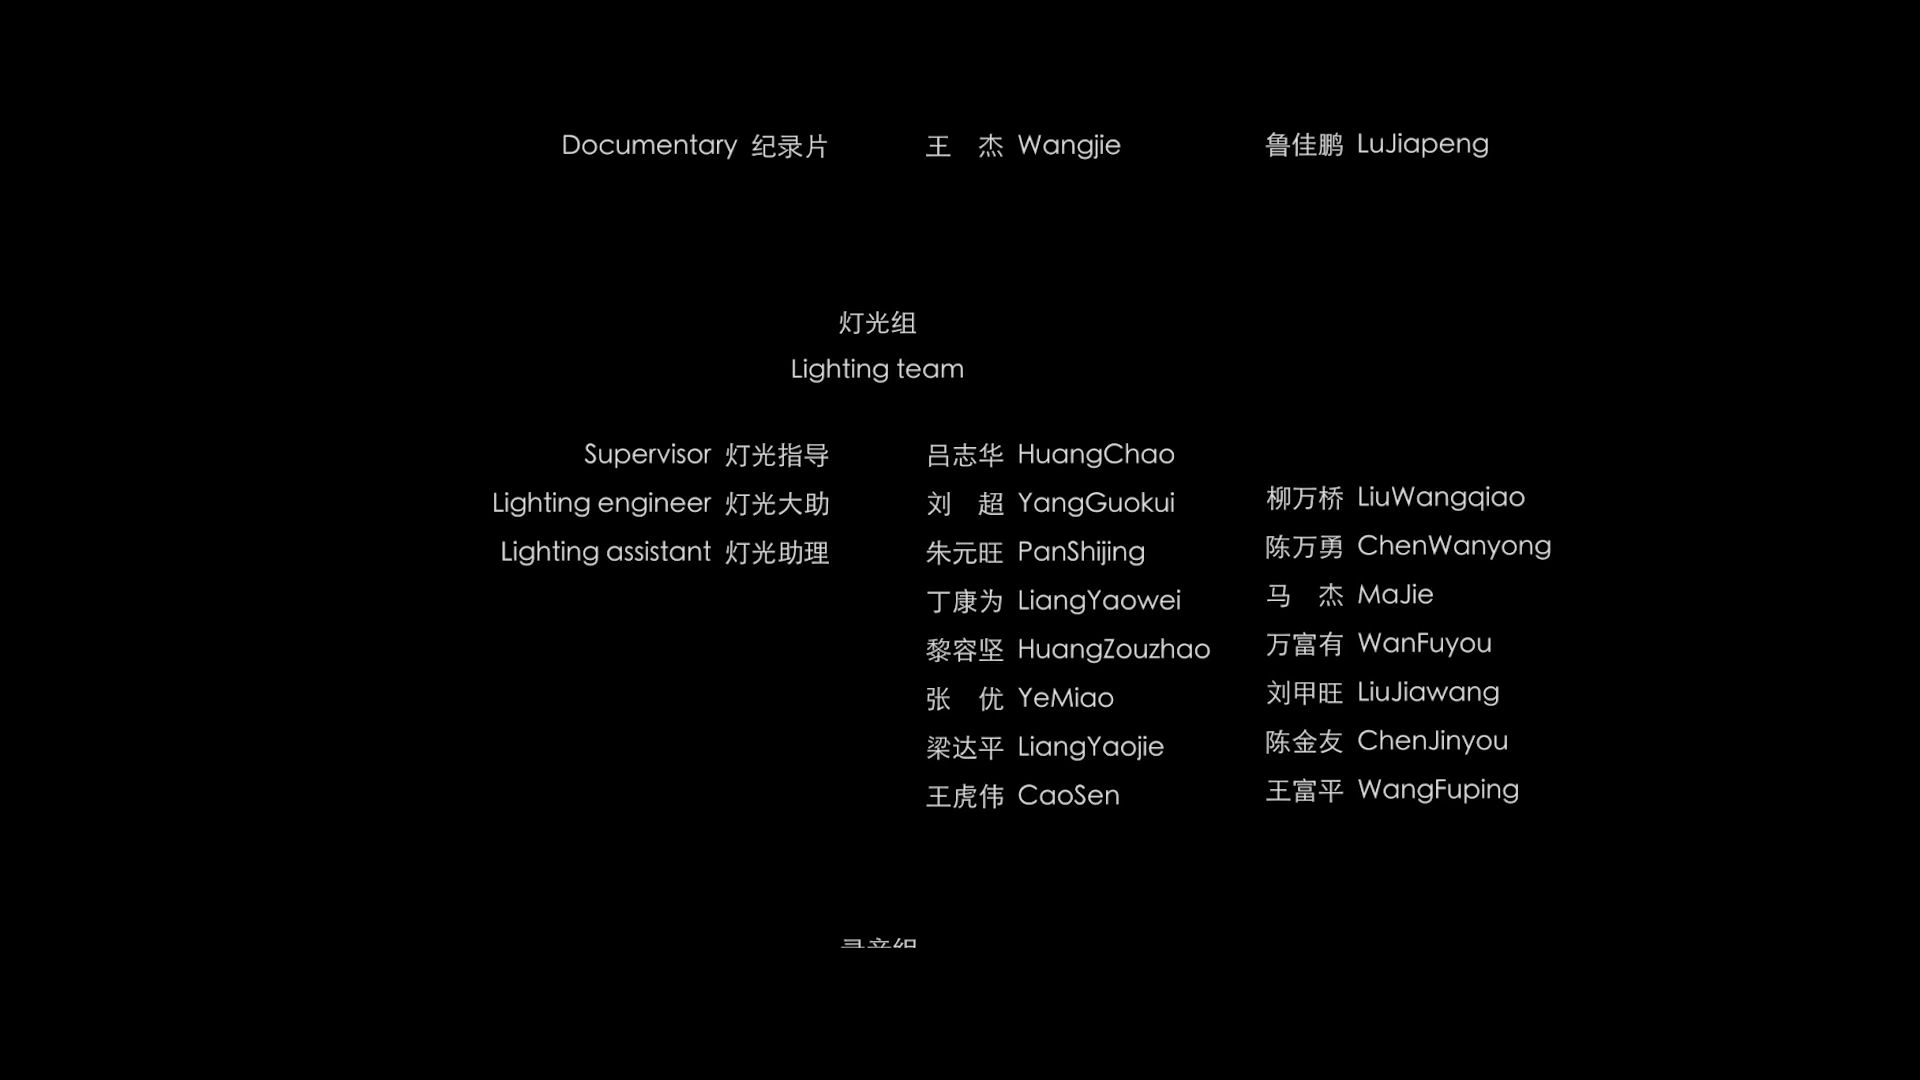 Documentary 纪录片 王 杰 Wangjie 鲁佳鹏 LuJiapeng
灯光组
Lighting team
Supervisor 灯光指导 吕志华 HuangChao
Lighting engineer 灯光大助 刘 超 YangGuokui 柳万桥 LiuWangqiao
Lighting assistant 灯光助理 朱元旺 PanShijing 陈万勇 ChenWanyong
丁康为 LiangYaowei 马 杰 MaJie
黎容坚 HuangZouzhao 万富有 WanFuyou
张 优 YeMiao 刘甲旺 LiuJiawang
梁达平 LiangYaojie 陈金友 ChenJinyou
王虎伟 CaoSen 王富平 WangFuping